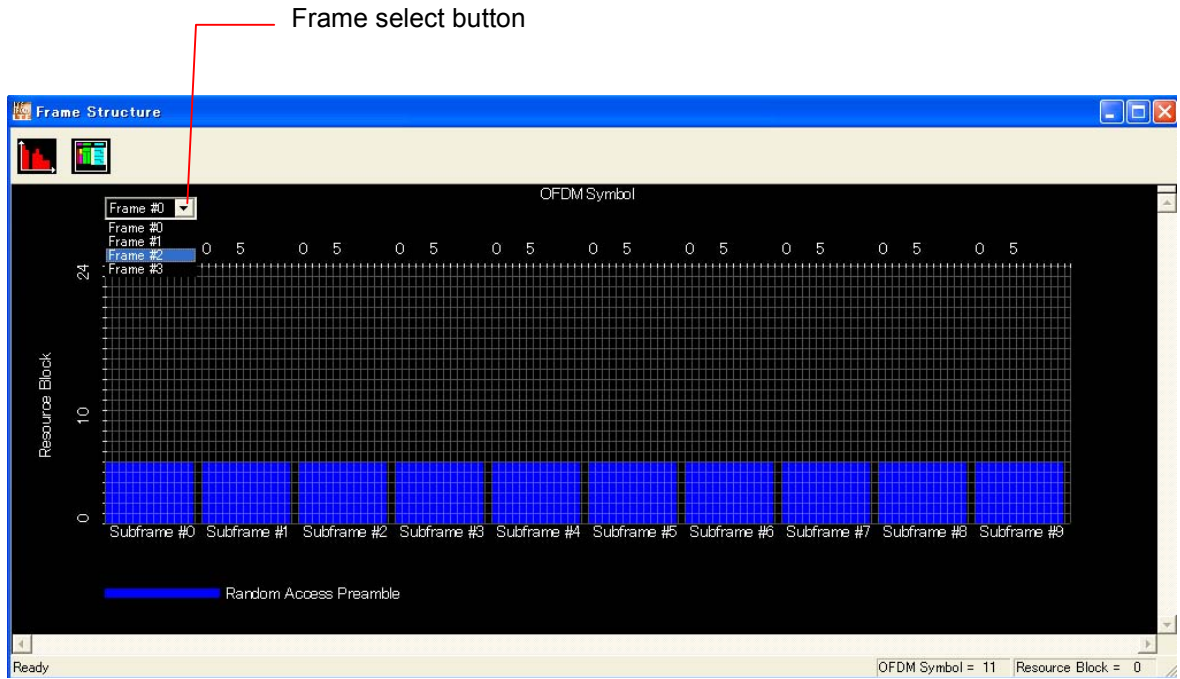 Frame select button
Frame Structure
OFDM Symbol
Frame #0
Frame #0
Frame #1
Frame #2
Frame #3
0 5 0 5 0 5 0 5 0 5 0 5 0 5 0 5 0 5
24
10
0
Resource Block
Subframe #0 Subframe #1 Subframe #2 Subframe #3 Subframe #4 Subframe #5 Subframe #6 Subframe #7 Subframe #8 Subframe #9
Random Access Preamble
Ready OFDM Symbol = 11 Resource Block = 0